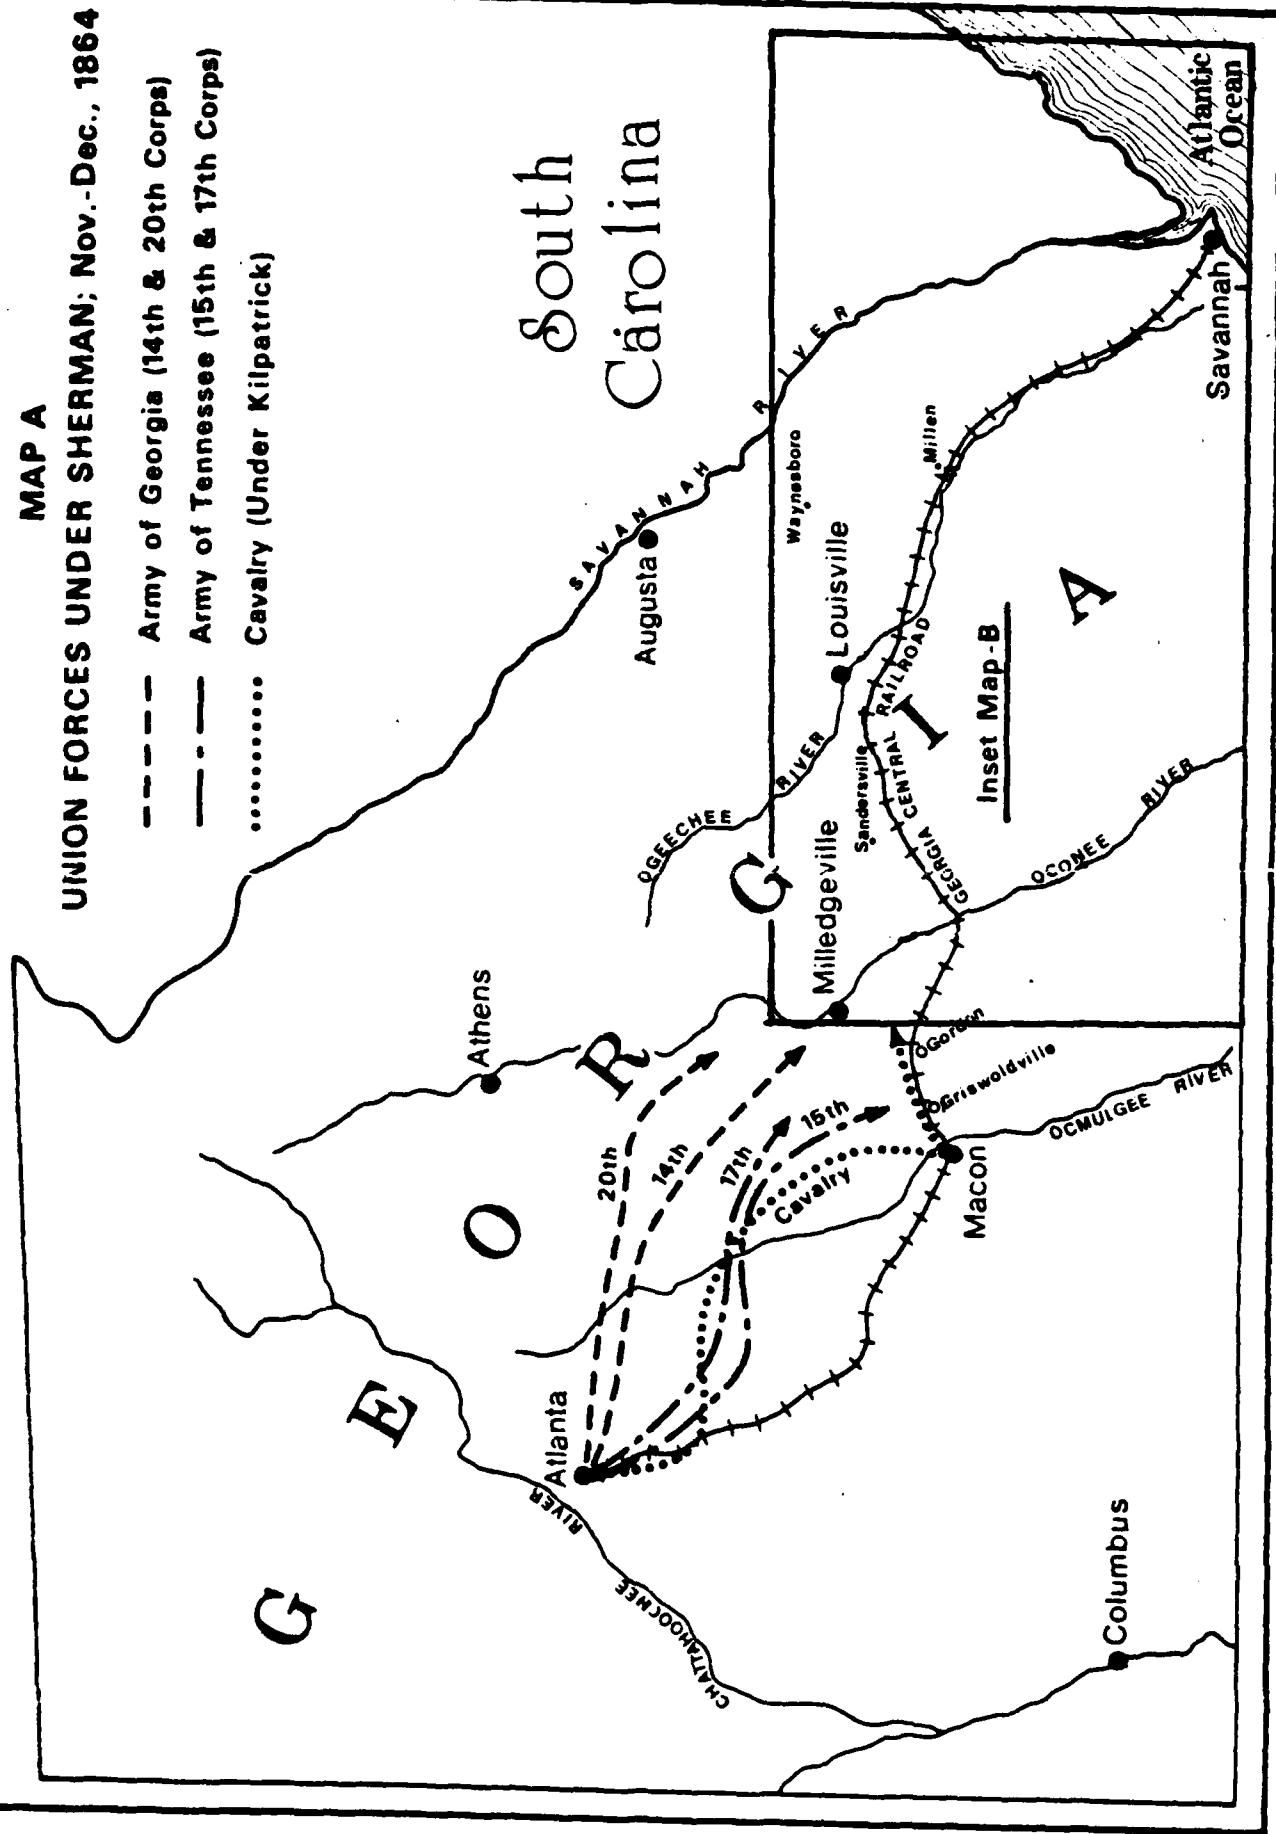 MAP A
UNION FORCES UNDER SHERMAN; Nov.-Dec., 1864
Army of Georgia (14th & 20th Corps)
Army of Tennessee (15th & 17th Corps)
Cavalry (Under Kilpatrick)
South
Carolina
GEORGIA
Athens
Atlanta
Augusta
SAVANNAH RIVER
CHATTAHOOCHEE RIVER
OGEECHEE RIVER
20th
14th
17th
15th
Cavalry
Waynesboro
Louisville
Milledgeville
Sandersville
Millen
GEORGIA CENTRAL RAILROAD
Gordon
Griswoldville
Macon
Inset Map-B
OCONEE RIVER
OCMULGEE RIVER
Columbus
Savannah
Atlantic
Ocean